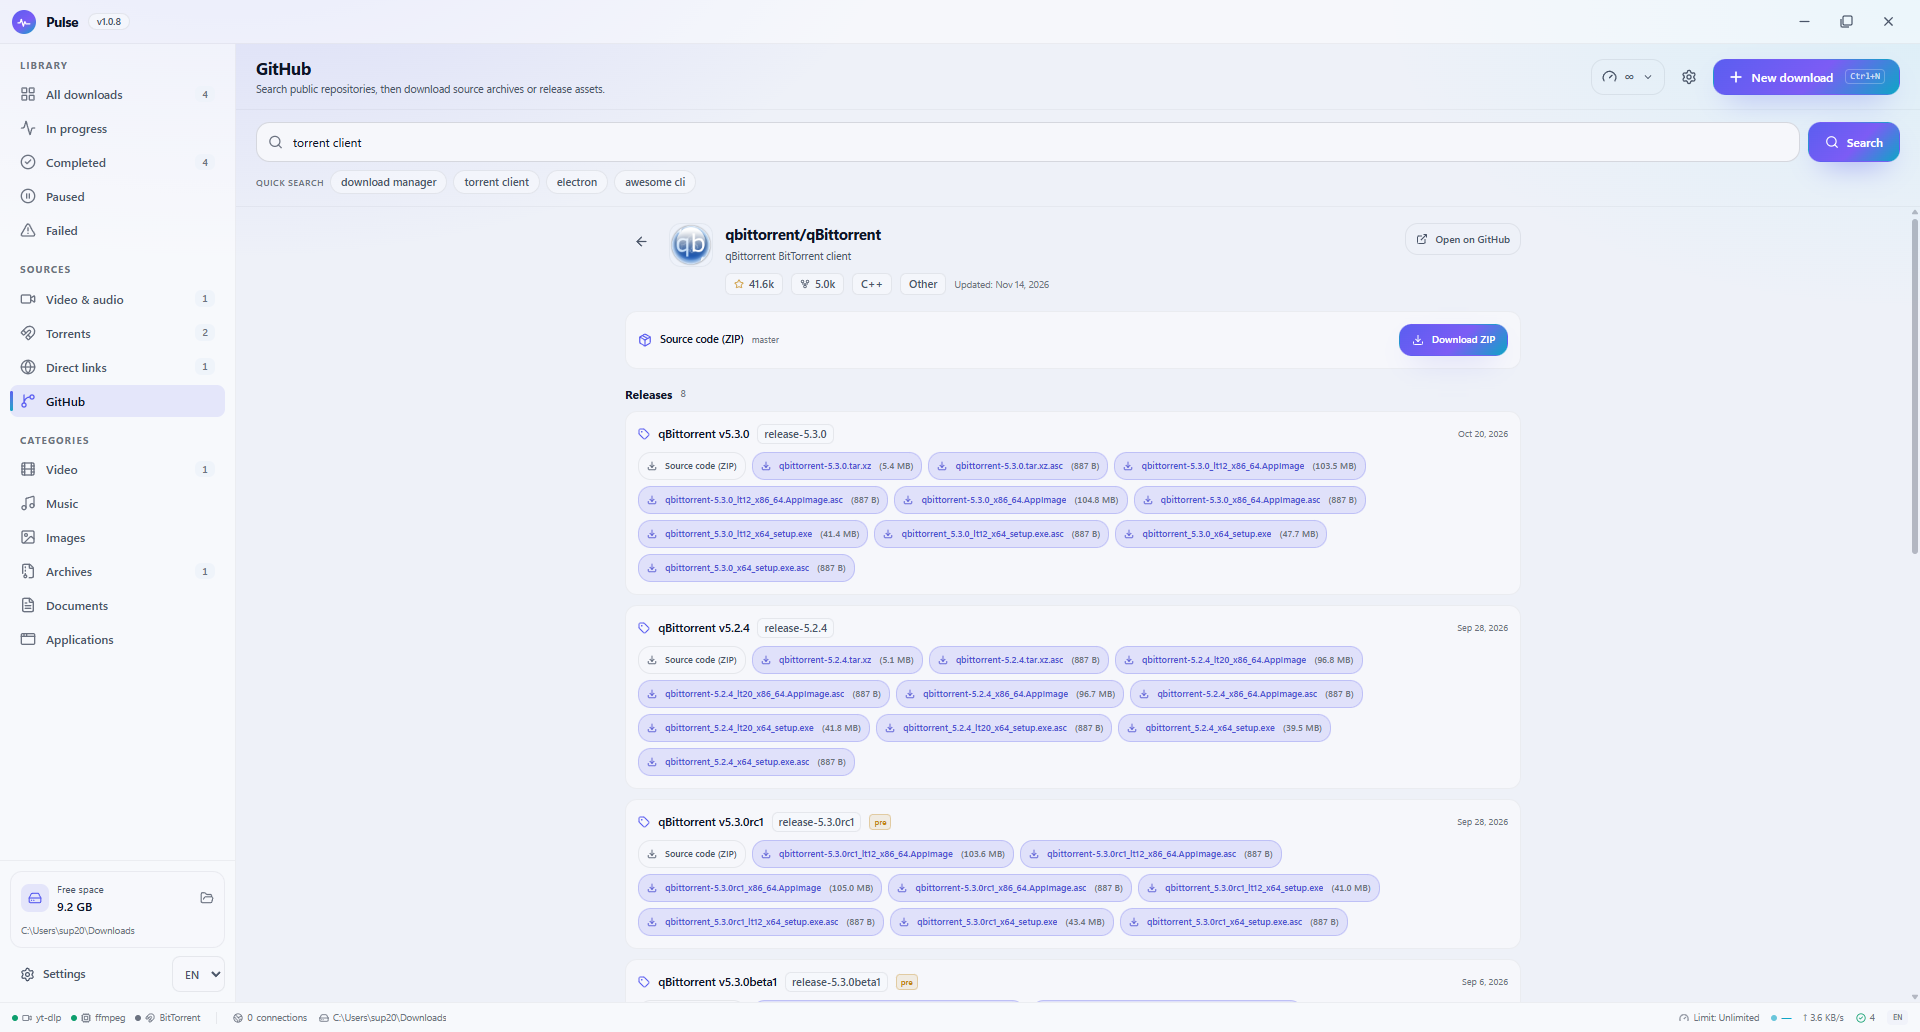 Pulse v1.0.8
LIBRARY
All downloads 4
In progress
Completed 4
Paused
Failed
SOURCES
Video & audio 1
Torrents 2
Direct links 1
GitHub
CATEGORIES
Video 1
Music
Images
Archives 1
Documents
Applications
Free space
9.2 GB
C:\Users\sup20\Downloads
Settings EN
GitHub
Search public repositories, then download source archives or release assets.
∞
New download Ctrl+N
torrent client
Search
QUICK SEARCH download manager torrent client electron awesome cli
qbittorrent/qBittorrent
qBittorrent BitTorrent client
41.6k 5.0k C++ Other Updated: Nov 14, 2026
Open on GitHub
Source code (ZIP) master
Download ZIP
Releases 8
qBittorrent v5.3.0 release-5.3.0 Oct 20, 2026
Source code (ZIP) qbittorrent-5.3.0.tar.xz (5.4 MB) qbittorrent-5.3.0.tar.xz.asc (887 B) qbittorrent-5.3.0_lt12_x86_64.AppImage (103.5 MB)
qbittorrent-5.3.0_lt12_x86_64.AppImage.asc (887 B) qbittorrent-5.3.0_x86_64.AppImage (104.8 MB) qbittorrent-5.3.0_x86_64.AppImage.asc (887 B)
qbittorrent_5.3.0_lt12_x64_setup.exe (41.4 MB) qbittorrent_5.3.0_lt12_x64_setup.exe.asc (887 B) qbittorrent_5.3.0_x64_setup.exe (47.7 MB)
qbittorrent_5.3.0_x64_setup.exe.asc (887 B)
qBittorrent v5.2.4 release-5.2.4 Sep 28, 2026
Source code (ZIP) qbittorrent-5.2.4.tar.xz (5.1 MB) qbittorrent-5.2.4.tar.xz.asc (887 B) qbittorrent-5.2.4_lt20_x86_64.AppImage (96.8 MB)
qbittorrent-5.2.4_lt20_x86_64.AppImage.asc (887 B) qbittorrent-5.2.4_x86_64.AppImage (96.7 MB) qbittorrent-5.2.4_x86_64.AppImage.asc (887 B)
qbittorrent_5.2.4_lt20_x64_setup.exe (41.8 MB) qbittorrent_5.2.4_lt20_x64_setup.exe.asc (887 B) qbittorrent_5.2.4_x64_setup.exe (39.5 MB)
qbittorrent_5.2.4_x64_setup.exe.asc (887 B)
qBittorrent v5.3.0rc1 release-5.3.0rc1 pre Sep 28, 2026
Source code (ZIP) qbittorrent-5.3.0rc1_lt12_x86_64.AppImage (103.6 MB) qbittorrent-5.3.0rc1_lt12_x86_64.AppImage.asc (887 B)
qbittorrent-5.3.0rc1_x86_64.AppImage (105.0 MB) qbittorrent-5.3.0rc1_x86_64.AppImage.asc (887 B) qbittorrent_5.3.0rc1_lt12_x64_setup.exe (41.0 MB)
qbittorrent_5.3.0rc1_lt12_x64_setup.exe.asc (887 B) qbittorrent_5.3.0rc1_x64_setup.exe (43.4 MB) qbittorrent_5.3.0rc1_x64_setup.exe.asc (887 B)
qBittorrent v5.3.0beta1 release-5.3.0beta1 pre Sep 6, 2026
yt-dlp ffmpeg BitTorrent 0 connections C:\Users\sup20\Downloads Limit: Unlimited — ↑ 3.6 KB/s 4 EN